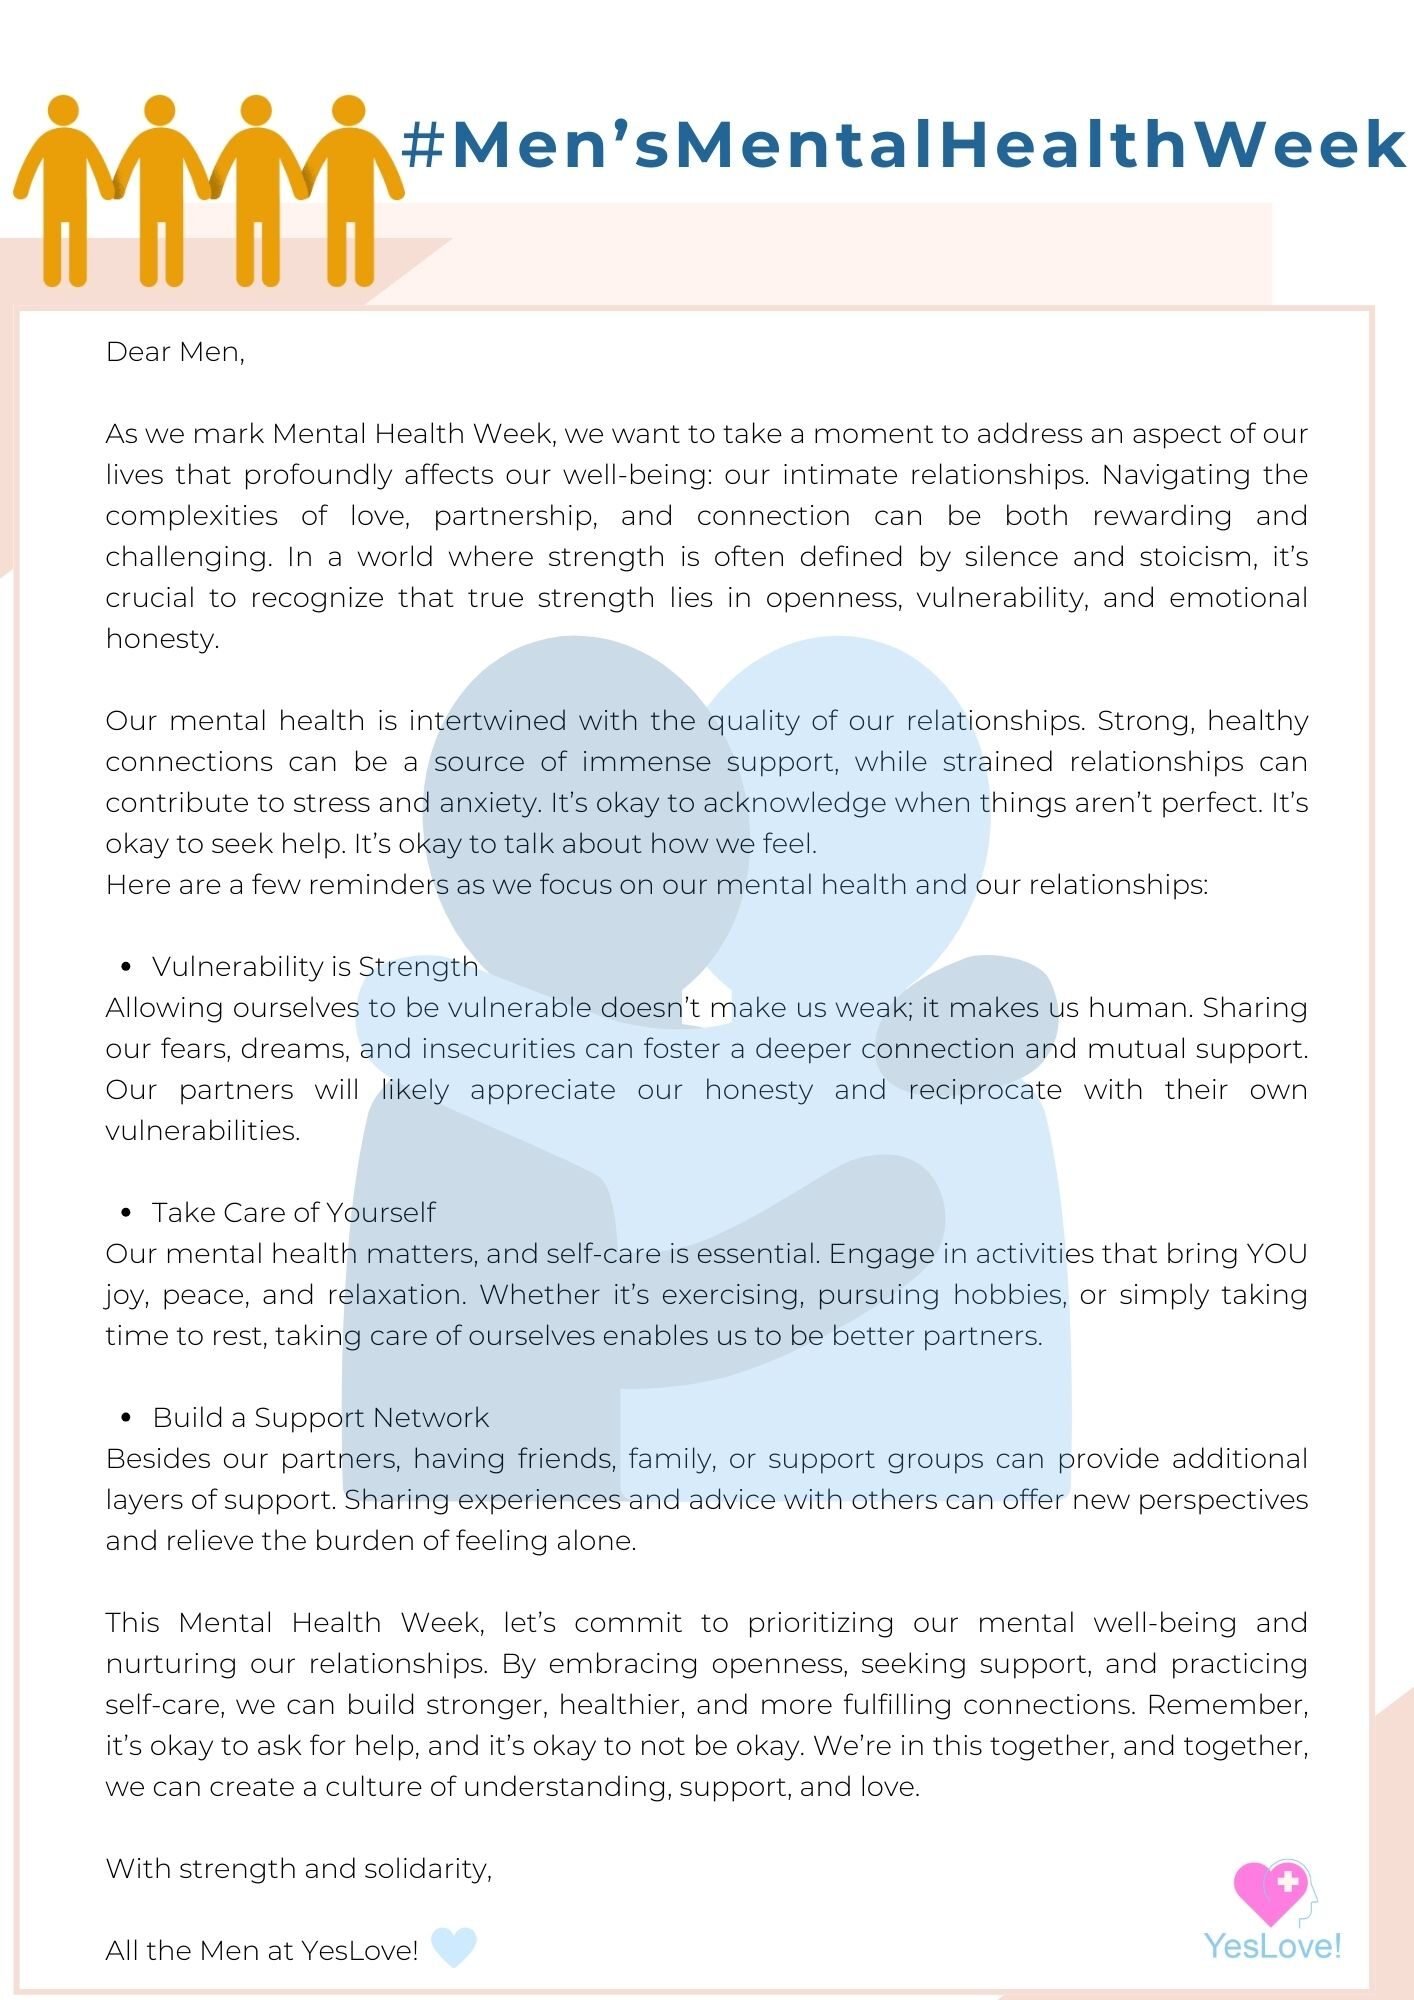 #Men’sMentalHealthWeek
Dear Men,
As we mark Mental Health Week, we want to take a moment to address an aspect of our
lives that profoundly affects our well-being: our intimate relationships. Navigating the
complexities of love, partnership, and connection can be both rewarding and
challenging. In a world where strength is often defined by silence and stoicism, it’s
crucial to recognize that true strength lies in openness, vulnerability, and emotional
honesty.
Our mental health is intertwined with the quality of our relationships. Strong, healthy
connections can be a source of immense support, while strained relationships can
contribute to stress and anxiety. It’s okay to acknowledge when things aren’t perfect. It’s
okay to seek help. It’s okay to talk about how we feel.
Here are a few reminders as we focus on our mental health and our relationships:
• Vulnerability is Strength
Allowing ourselves to be vulnerable doesn’t make us weak; it makes us human. Sharing
our fears, dreams, and insecurities can foster a deeper connection and mutual support.
Our partners will likely appreciate our honesty and reciprocate with their own
vulnerabilities.
• Take Care of Yourself
Our mental health matters, and self-care is essential. Engage in activities that bring YOU
joy, peace, and relaxation. Whether it’s exercising, pursuing hobbies, or simply taking
time to rest, taking care of ourselves enables us to be better partners.
• Build a Support Network
Besides our partners, having friends, family, or support groups can provide additional
layers of support. Sharing experiences and advice with others can offer new perspectives
and relieve the burden of feeling alone.
This Mental Health Week, let’s commit to prioritizing our mental well-being and
nurturing our relationships. By embracing openness, seeking support, and practicing
self-care, we can build stronger, healthier, and more fulfilling connections. Remember,
it’s okay to ask for help, and it’s okay to not be okay. We’re in this together, and together,
we can create a culture of understanding, support, and love.
With strength and solidarity,
All the Men at YesLove!
YesLove!